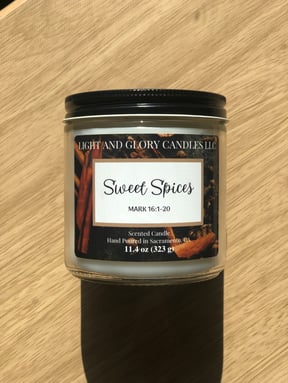 LIGHT AND GLORY CANDLES LLC
Sweet Spices
MARK 16:1-20
Scented Candle
Hand Poured in Sacramento, CA
11.4 oz (323 g)